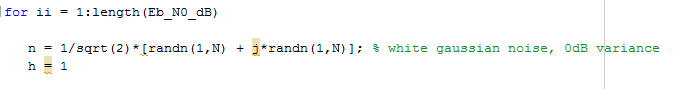 for ii = 1:length(Eb_N0_dB)
n = 1/sqrt(2)*[randn(1,N) + j*randn(1,N)]; % white gaussian noise, 0dB variance
h = 1